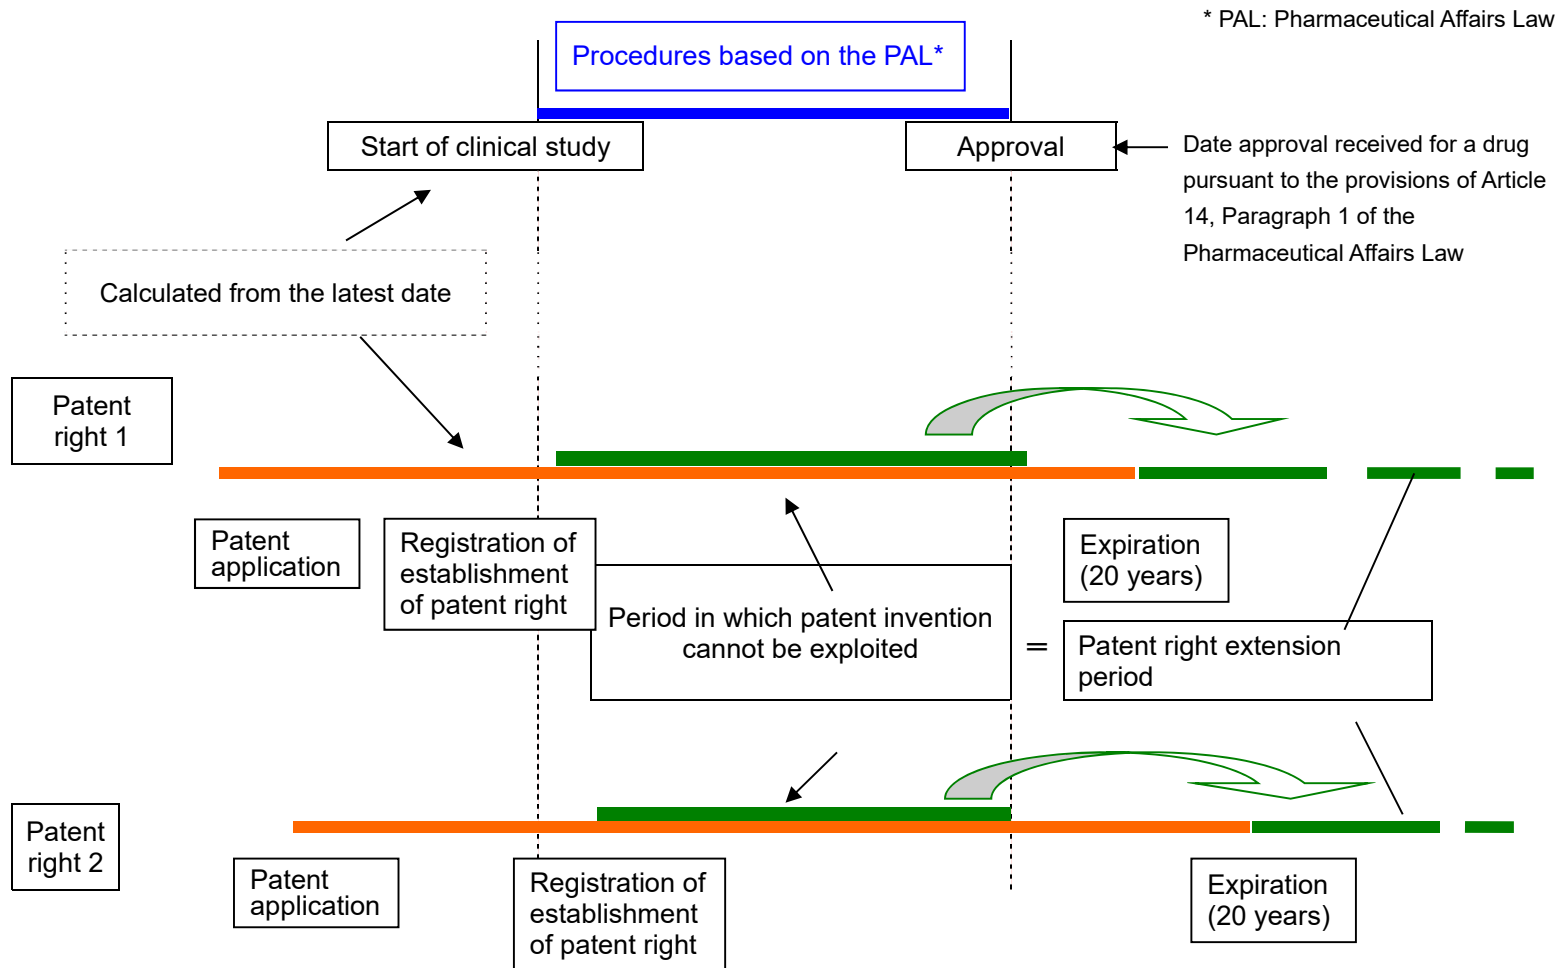 * PAL: Pharmaceutical Affairs Law
Procedures based on the PAL*
Start of clinical study
Approval
Date approval received for a drug
pursuant to the provisions of Article
14, Paragraph 1 of the
Pharmaceutical Affairs Law
Calculated from the latest date
Patent
right 1
Patent
application
Registration of
establishment
of patent right
Expiration
(20 years)
Period in which patent invention
cannot be exploited
=
Patent right extension
period
Patent
right 2
Patent
application
Registration of
establishment
of patent right
Expiration
(20 years)